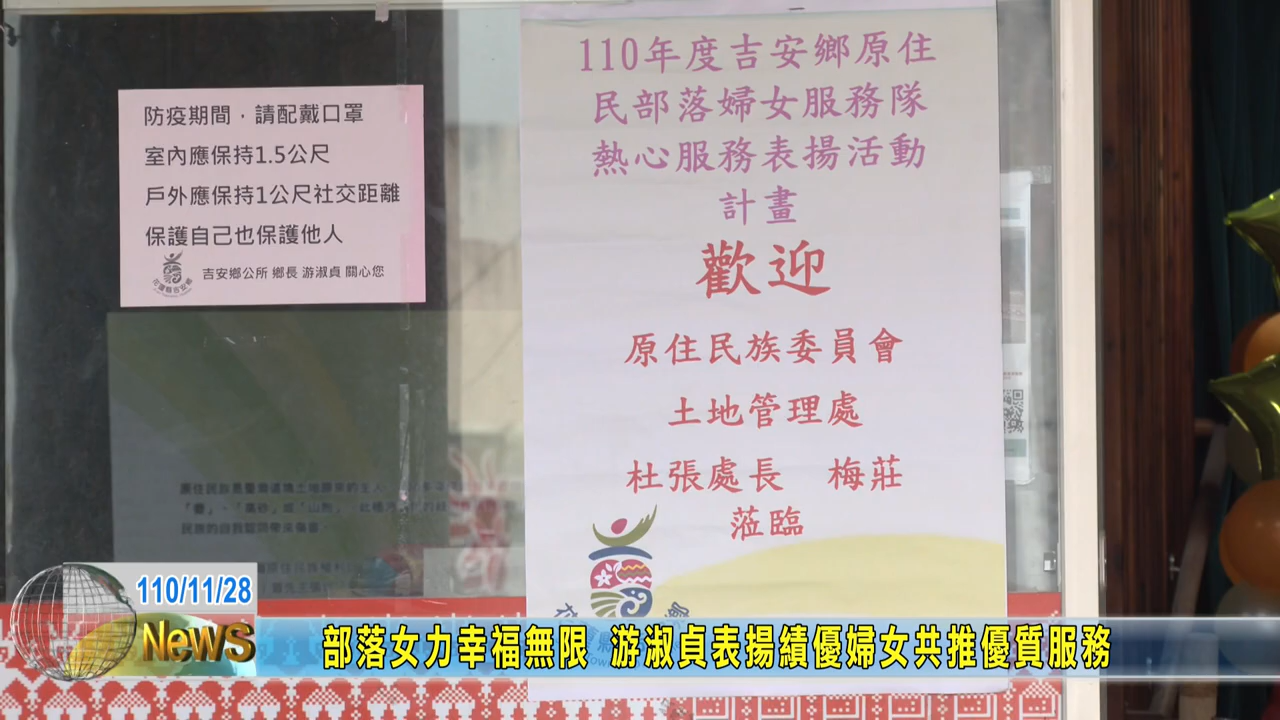 防疫期間，請配戴口罩
室內應保持1.5公尺
戶外應保持1公尺社交距離
保護自己也保護他人
吉安鄉公所 鄉長 游淑貞 關心您
110年度吉安鄉原住
民部落婦女服務隊
熱心服務表揚活動
計畫
歡迎
原住民族委員會
土地管理處
杜張處長 梅莊
蒞臨
110/11/28
NewS
部落女力幸福無限 游淑貞表揚績優婦女共推優質服務